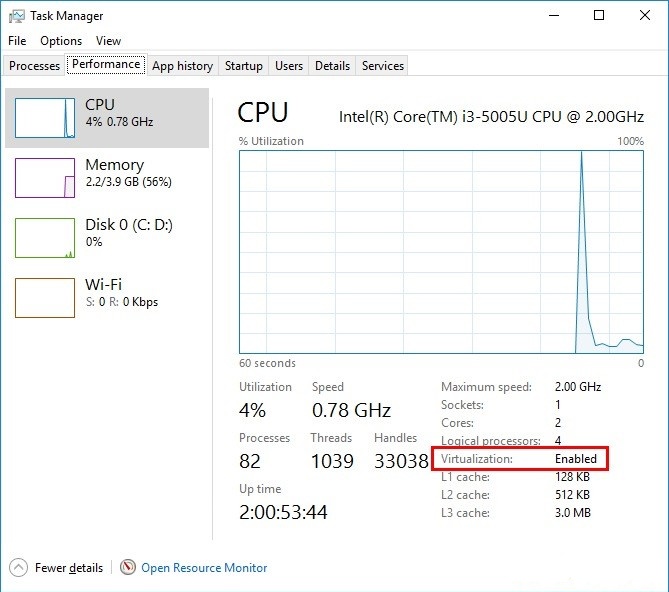 Task Manager
File Options View
Processes Performance App history Startup Users Details Services
CPU
4% 0.78 GHz
Memory
2.2/3.9 GB (56%)
Disk 0 (C: D:)
0%
Wi-Fi
S: 0 R: 0 Kbps
CPU Intel(R) Core(TM) i3-5005U CPU @ 2.00GHz
% Utilization 100%
60 seconds 0
Utilization Speed
4% 0.78 GHz
Processes Threads Handles
82 1039 33038
Up time
2:00:53:44
Maximum speed: 2.00 GHz
Sockets: 1
Cores: 2
Logical processors: 4
Virtualization: Enabled
L1 cache: 128 KB
L2 cache: 512 KB
L3 cache: 3.0 MB
Fewer details Open Resource Monitor